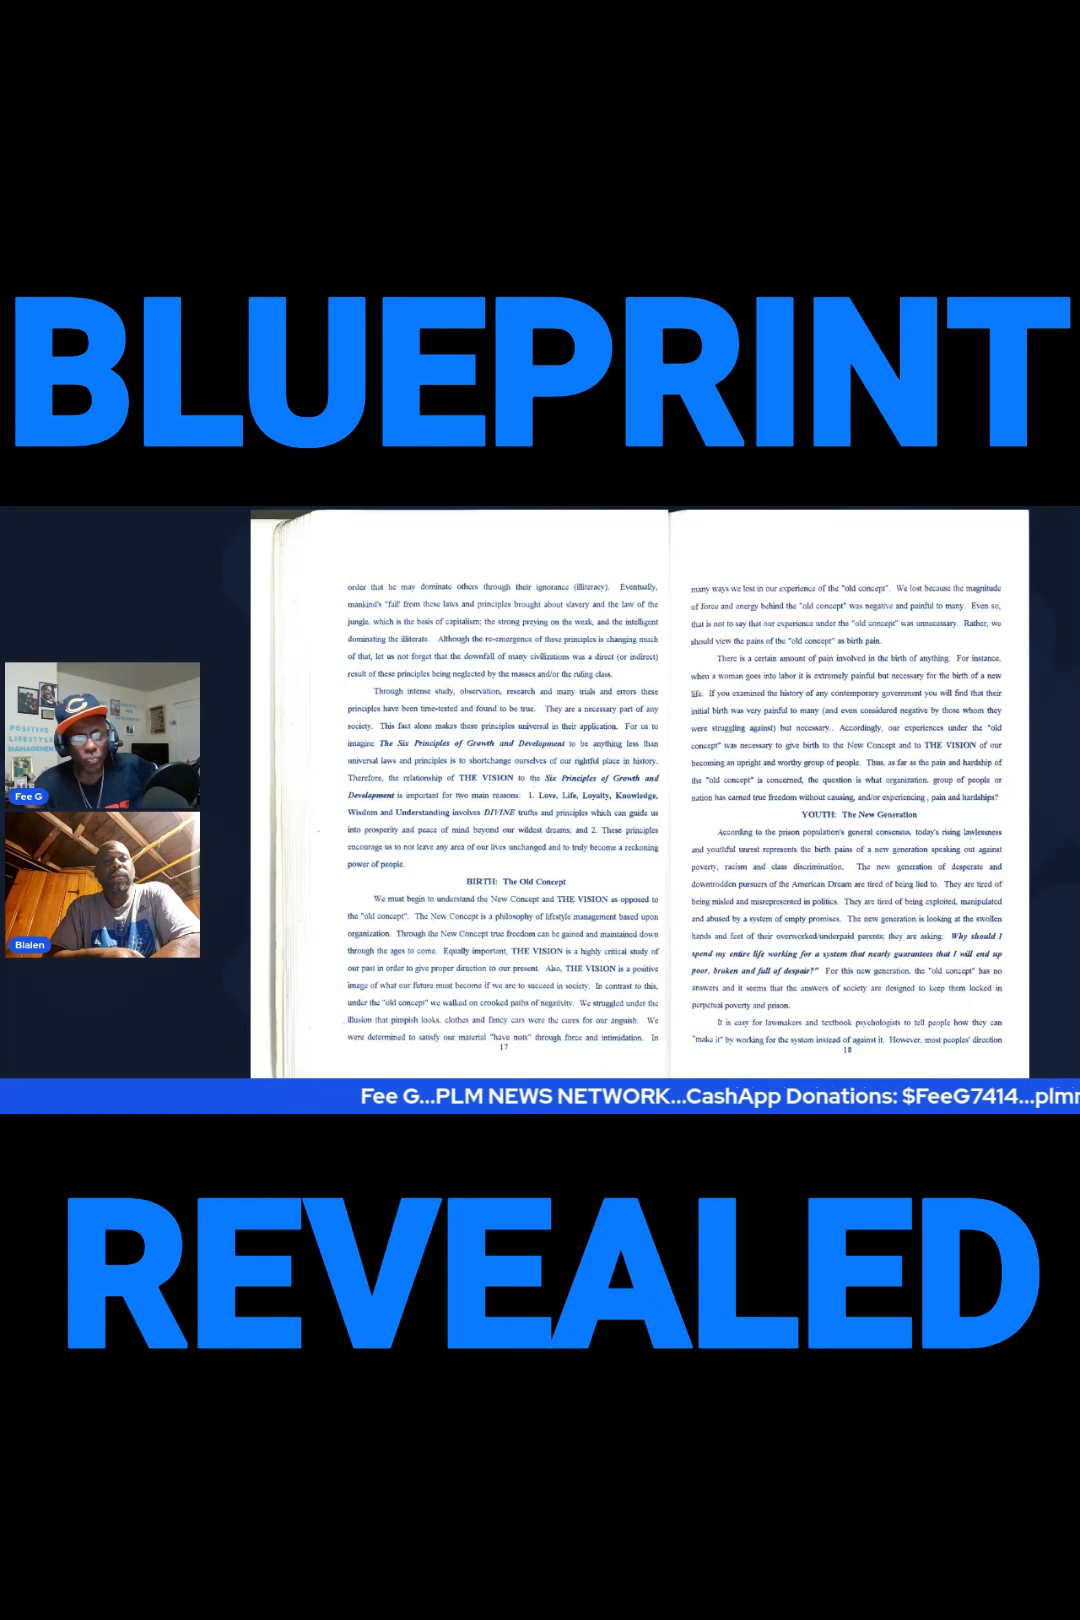 BLUEPRINT
order that he may dominate others through their ignorance (illiteracy). Eventually,
mankind's "fall' from these laws and principles brought about slavery and the law of the
jungle, which is the basis of capitalism; the strong preying on the weak, and the intelligent
dominating the illiterate. Although the re-emergence of these principles is changing much
of that, let us not forget that the downfall of many civilizations was a direct (or indirect)
result of these principles being neglected by the masses and/or the ruling class.
Through intense study, observation, research and many trials and errors these
principles have been time-tested and found to be true. They are a necessary part of any
society. This fact alone makes these principles universal in their application. For us to
imagine The Six Principles of Growth and Development to be anything less than
universal laws and principles is to shortchange ourselves of our rightful place in history.
Therefore, the relationship of THE VISION to the Six Principles of Growth and
Development is important for two main reasons: 1. Love, Life, Loyalty, Knowledge,
Wisdom and Understanding involves DIVINE truths and principles which can guide us
into prosperity and peace of mind beyond our wildest dreams; and 2. These principles
encourage us to not leave any area of our lives unchanged and to truly become a reckoning
power of people.
BIRTH: The Old Concept
We must begin to understand the New Concept and THE VISION as opposed to
the "old concept". The New Concept is a philosophy of lifestyle management based upon
organization. Through the New Concept true freedom can be gained and maintained down
through the ages to come. Equally important, THE VISION is a highly critical study of
our past in order to give proper direction to our present. Also, THE VISION is a positive
image of what our future must become if we are to succeed in society. In contrast to this,
under the "old concept" we walked on crooked paths of negativity. We struggled under the
illusion that pimpish looks, clothes and fancy cars were the cures for our anguish. We
were determined to satisfy our material "have nots" through force and intimidation. In
17
many ways we lost in our experience of the "old concept". We lost because the magnitude
of force and energy behind the "old concept" was negative and painful to many. Even so,
that is not to say that our experience under the "old concept" was unnecessary. Rather, we
should view the pains of the "old concept" as birth pain.
There is a certain amount of pain involved in the birth of anything. For instance,
when a woman goes into labor it is extremely painful but necessary for the birth of a new
life. If you examined the history of any contemporary government you will find that their
initial birth was very painful to many (and even considered negative by those whom they
were struggling against) but necessary.. Accordingly, our experiences under the "old
concept" was necessary to give birth to the New Concept and to THE VISION of our
becoming an upright and worthy group of people. Thus, as far as the pain and hardship of
the "old concept" is concerned, the question is what organization, group of people or
nation has earned true freedom without causing, and/or experiencing , pain and hardships?
YOUTH: The New Generation
According to the prison population's general consensus, today's rising lawlessness
and youthful unrest represents the birth pains of a new generation speaking out against
poverty, racism and class discrimination. The new generation of desperate and
downtrodden pursuers of the American Dream are tired of being lied to. They are tired of
being misled and misrepresented in politics. They are tired of being exploited, manipulated
and abused by a system of empty promises. The new generation is looking at the swollen
hands and feet of their overworked/underpaid parents; they are asking: Why should I
spend my entire life working for a system that nearly guarantees that I will end up
poor, broken and full of despair?" For this new generation, the "old concept" has no
answers and it seems that the answers of society are designed to keep them locked in
perpetual poverty and prison.
It is easy for lawmakers and textbook psychologists to tell people how they can
"make it" by working for the system instead of against it. However, most peoples' direction
18
POSITIVE
LIFESTYLE
MANAGEMEN
Fee G
Blalen
Fee G...PLM NEWS NETWORK...CashApp Donations: $FeeG7414...plmn
REVEALED